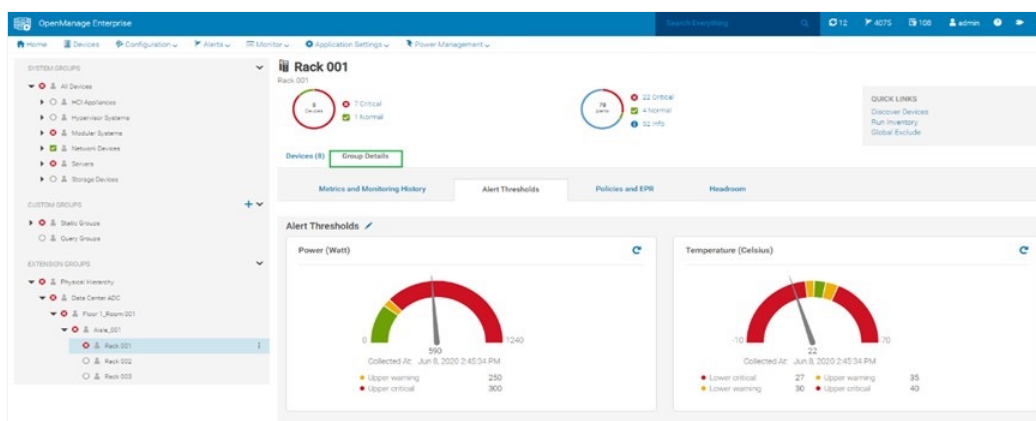 OpenManage Enterprise
Search Everything
12
4075
108
admin
Home Devices Configuration Alerts Monitor Application Settings Power Management
SYSTEM GROUPS
All Devices
HCI Appliances
Hypervisor Systems
Modular Systems
Network Devices
Servers
Storage Devices
CUSTOM GROUPS
Static Groups
Query Groups
EXTENSION GROUPS
Physical Hierarchy
Data Center ADC
Floor 1_Room 001
Aisle_001
Rack 001
Rack 002
Rack 003
Rack 001
Rack 001
8
Devices
7 Critical
1 Normal
78
alerts
22 Critical
4 Normal
52 Info
QUICK LINKS
Discover Devices
Run Inventory
Global Exclude
Devices (8) Group Details
Metrics and Monitoring History Alert Thresholds Policies and EPR Headroom
Alert Thresholds
Power (Watt)
0 1240
590
Collected At: Jun 8, 2020 2:45:34 PM
Upper warning 250
Upper critical 300
Temperature (Celsius)
-10 70
22
Collected At: Jun 8, 2020 2:45:34 PM
Lower critical 27 Upper warning 35
Lower warning 30 Upper critical 40